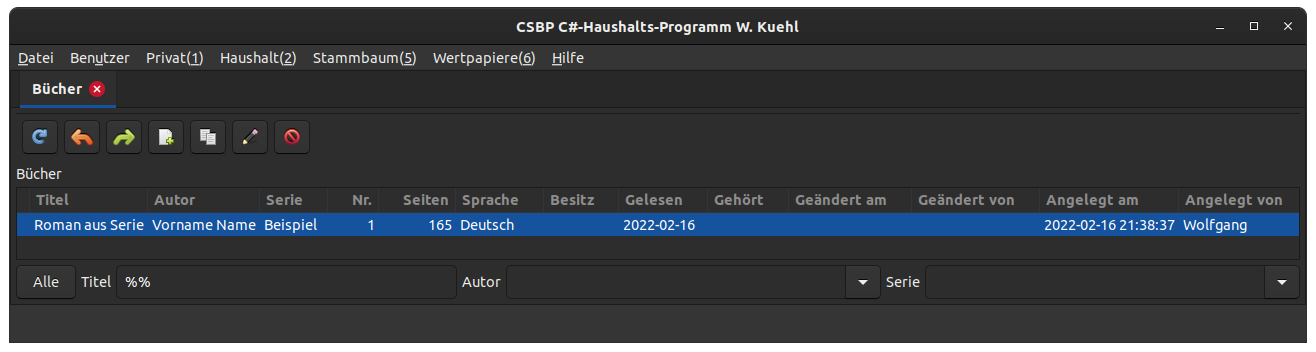 CSBP C#-Haushalts-Programm W. Kuehl
Datei Benutzer Privat(1) Haushalt(2) Stammbaum(5) Wertpapiere(6) Hilfe
Bücher
Bücher
Titel Autor Serie Nr. Seiten Sprache Besitz Gelesen Gehört Geändert am Geändert von Angelegt am Angelegt von
Roman aus Serie Vorname Name Beispiel 1 165 Deutsch 2022-02-16 2022-02-16 21:38:37 Wolfgang
Alle Titel %% Autor Serie